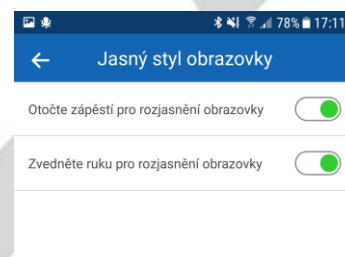 78% 17:11
Jasný styl obrazovky
Otočte zápěstí pro rozjasnění obrazovky
Zvedněte ruku pro rozjasnění obrazovky